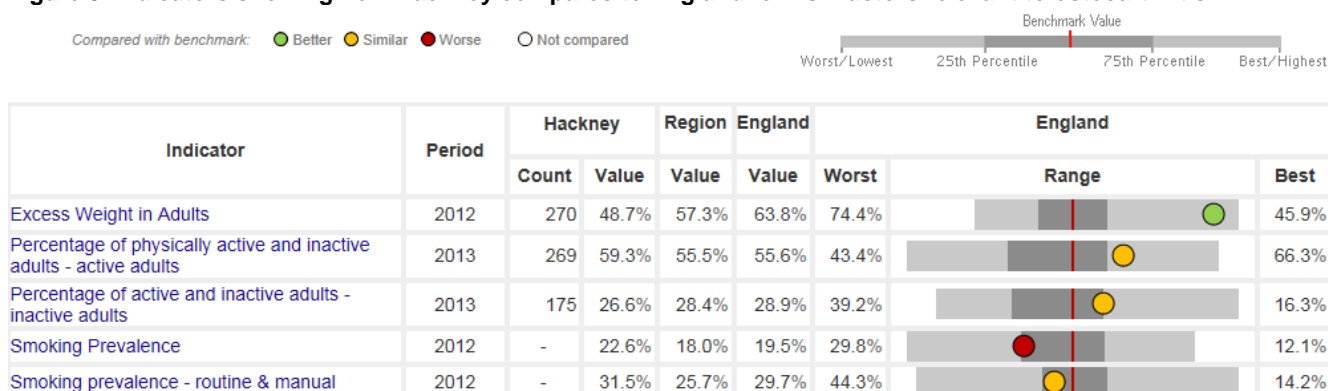 Benchmark Value
Compared with benchmark: Better Similar Worse Not compared
Worst/Lowest 25th Percentile 75th Percentile Best/Highest
Indicator Period Hackney Region England England
Count Value Value Value Worst Range Best
Excess Weight in Adults 2012 270 48.7% 57.3% 63.8% 74.4% 45.9%
Percentage of physically active and inactive
adults - active adults 2013 269 59.3% 55.5% 55.6% 43.4% 66.3%
Percentage of active and inactive adults -
inactive adults 2013 175 26.6% 28.4% 28.9% 39.2% 16.3%
Smoking Prevalence 2012 - 22.6% 18.0% 19.5% 29.8% 12.1%
Smoking prevalence - routine & manual 2012 - 31.5% 25.7% 29.7% 44.3% 14.2%